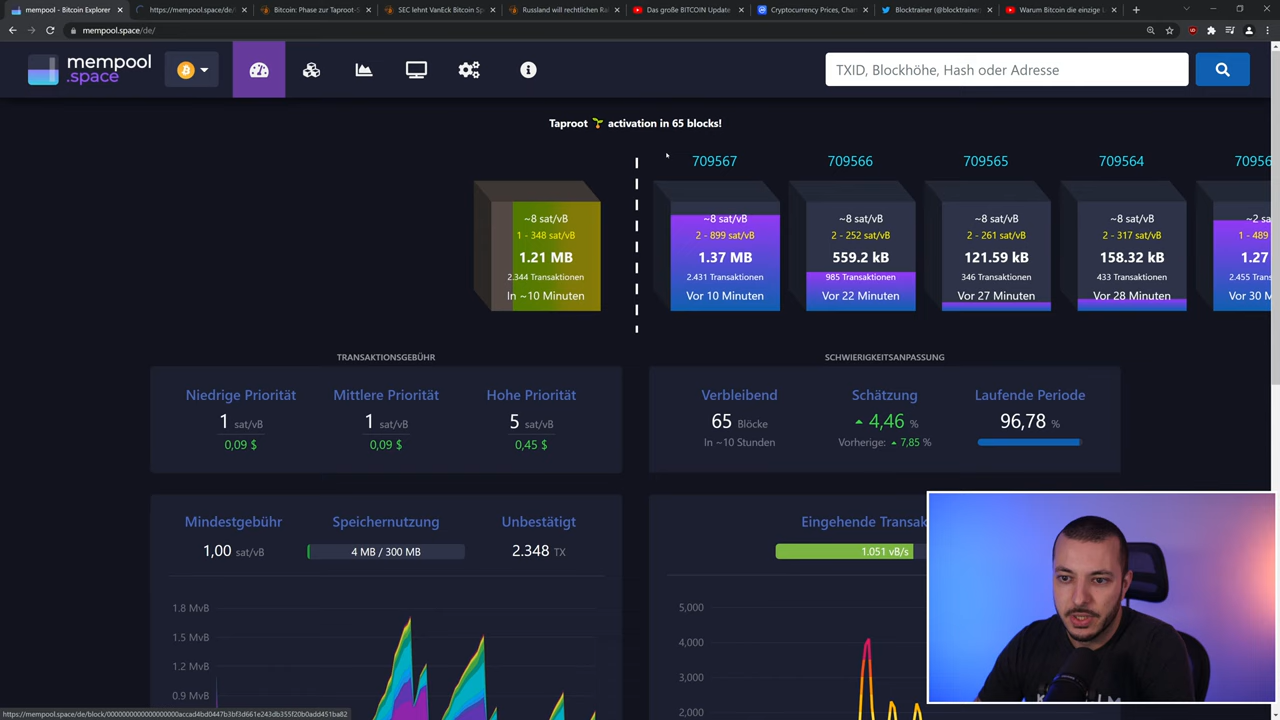 mempool - Bitcoin Explorer
https://mempool.space/de/
Bitcoin: Phase zur Taproot-S
SEC lehnt VanEck Bitcoin Sp
Russland will rechtlichen Ra
Das große BITCOIN Update
Cryptocurrency Prices, Char
Blocktrainer (@blocktrainer
Warum Bitcoin die einzige L
mempool.space/de/
mempool
.space
TXID, Blockhöhe, Hash oder Adresse
Taproot activation in 65 blocks!
709567 709566 709565 709564 70956
~8 sat/vB
1 - 348 sat/vB
1.21 MB
2.344 Transaktionen
In ~10 Minuten
~8 sat/vB
2 - 899 sat/vB
1.37 MB
2.431 Transaktionen
Vor 10 Minuten
~8 sat/vB
2 - 252 sat/vB
559.2 kB
985 Transaktionen
Vor 22 Minuten
~8 sat/vB
2 - 261 sat/vB
121.59 kB
346 Transaktionen
Vor 27 Minuten
~8 sat/vB
2 - 317 sat/vB
158.32 kB
433 Transaktionen
Vor 28 Minuten
~2 sa
1 - 489
1.27
2.455 Trans
Vor 30 M
TRANSAKTIONSGEBÜHR
Niedrige Priorität Mittlere Priorität Hohe Priorität
1 sat/vB 1 sat/vB 5 sat/vB
0,09 $ 0,09 $ 0,45 $
SCHWIERIGKEITSANPASSUNG
Verbleibend Schätzung Laufende Periode
65 Blöcke 4,46 % 96,78 %
In ~10 Stunden Vorherige: 7,85 %
Mindestgebühr Speichernutzung Unbestätigt
1,00 sat/vB 4 MB / 300 MB 2.348 TX
Eingehende Transak
1.051 vB/s
1.8 MvB
1.5 MvB
1.2 MvB
0.9 MvB
5,000
4,000
3,000
2,000